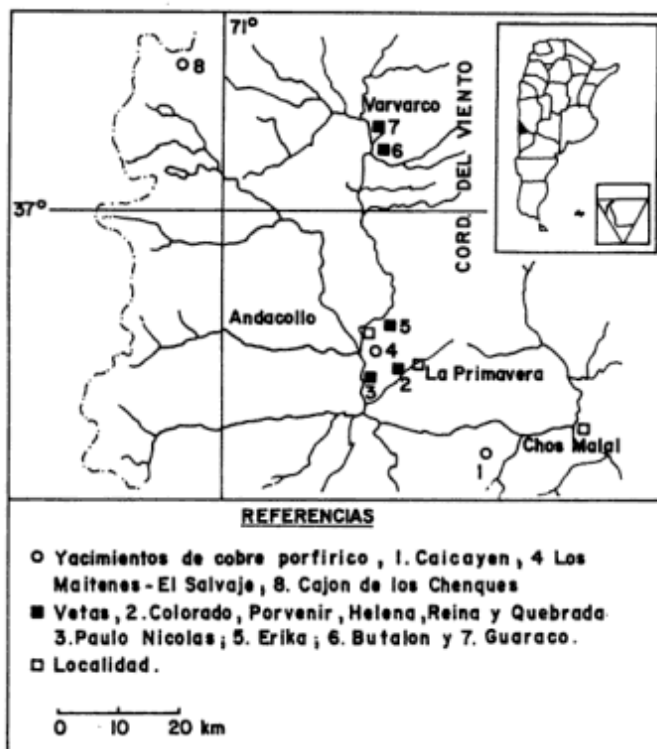 71º
8
Varvarco
7
6
CORD. DEL VIENTO
37º
Andacollo
5
4
La Primavera
2
3
Chos Malal
1
REFERENCIAS
Yacimientos de cobre porfirico, 1. Caicayen, 4 Los
Maitenes-El Salvaje, 8. Cajon de los Chenques
Vetas, 2.Colorado, Porvenir, Helena, Reina y Quebrada
3.Paulo Nicolas; 5. Erika; 6. Butalon y 7. Guaraco.
Localidad.
0 10 20 km